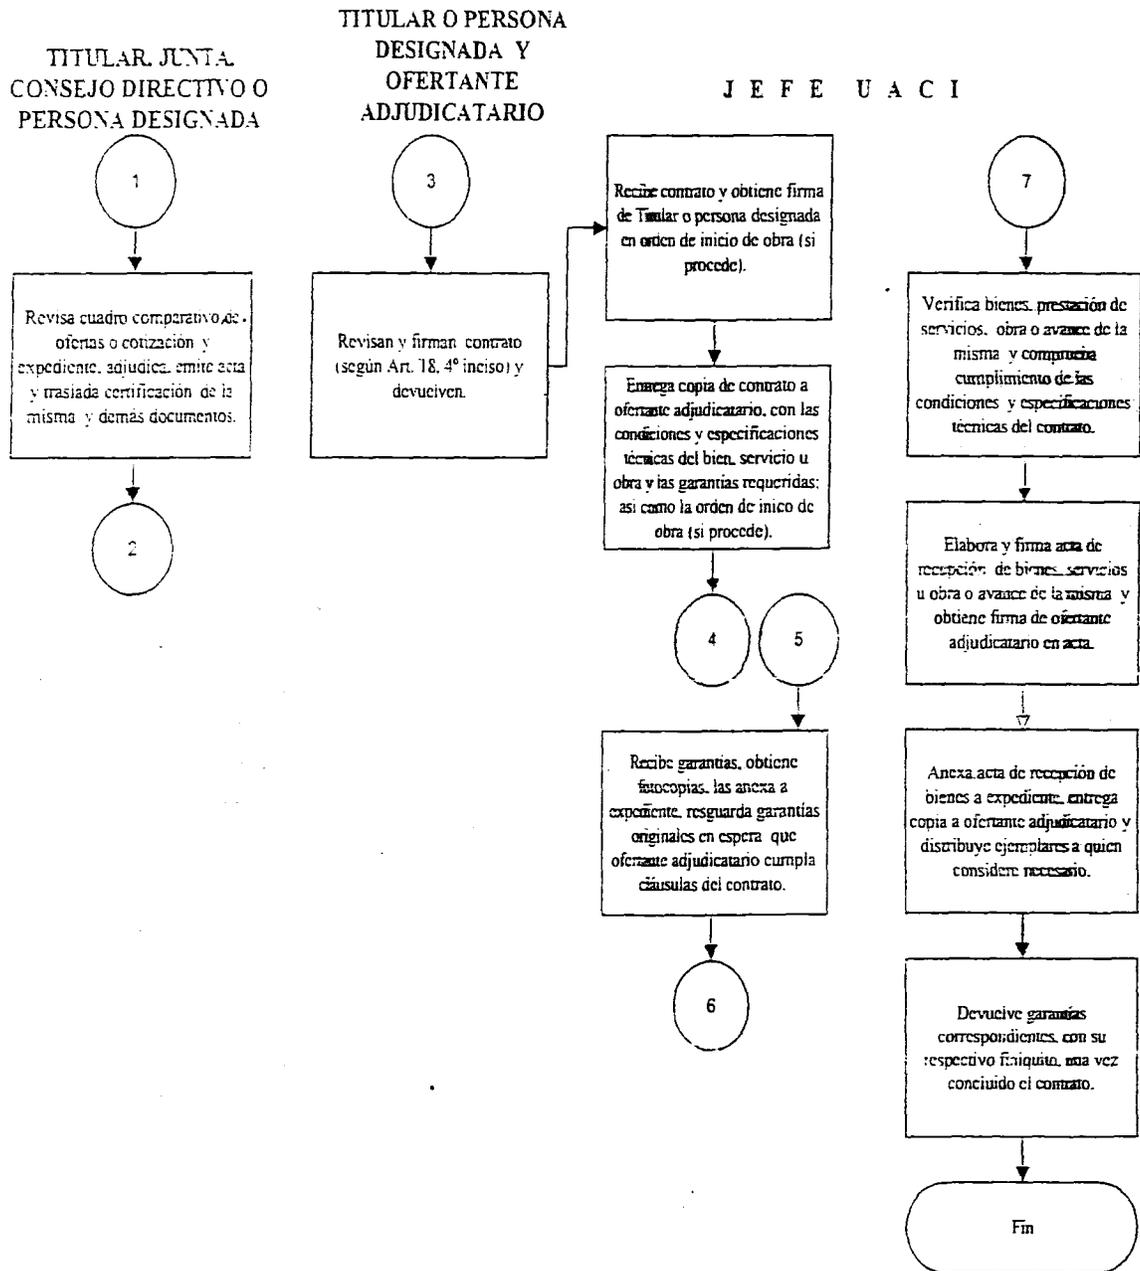 TITULAR, JUNTA,
CONSEJO DIRECTIVO O
PERSONA DESIGNADA
1
Revisa cuadro comparativo de
ofertas o cotización y
expediente, adjudica, emite acta
y traslada certificación de la
misma y demás documentos.
2
TITULAR O PERSONA
DESIGNADA Y
OFERTANTE
ADJUDICATARIO
3
Revisan y firman contrato
(según Art. 18, 4º inciso) y
devuelven.
J E F E U A C I
Recibe contrato y obtiene firma
de Titular o persona designada
en orden de inicio de obra (si
procede).
Entrega copia de contrato a
ofertante adjudicatario, con las
condiciones y especificaciones
técnicas del bien, servicio u
obra y las garantías requeridas;
asi como la orden de inico de
obra (si procede).
4
5
Recibe garantías, obtiene
fotocopias, las anexa a
expediente, resguarda garantías
originales en espera que
ofertante adjudicatario cumpla
cláusulas del contrato.
6
7
Verifica bienes, prestación de
servicios, obra o avance de la
misma y comprueba
cumplimiento de las
condiciones y especificaciones
técnicas del contrato.
Elabora y firma acta de
recepción de bienes, servicios
u obra o avance de la misma y
obtiene firma de ofertante
adjudicatario en acta.
Anexa acta de recepción de
bienes a expediente, entrega
copia a ofertante adjudicatario y
distribuye ejemplares a quien
considere necesario.
Devuelve garantías
correspondientes, con su
respectivo finiquito, una vez
concluido el contrato.
Fin